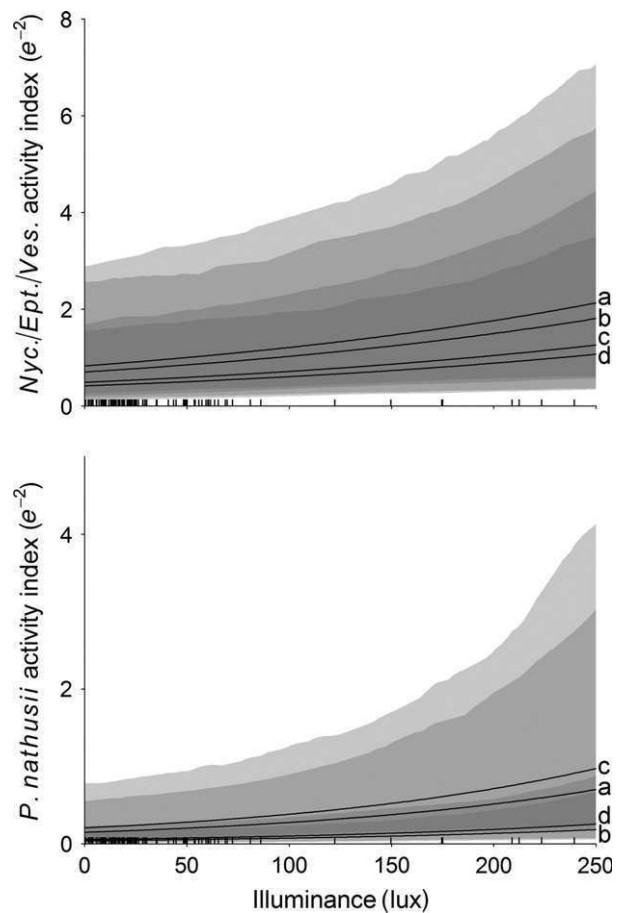 Nyc./Ept./Ves. activity index (e⁻²)
8
6
4
2
0
a
b
c
d
P. nathusii activity index (e⁻²)
4
2
0
c
a
d
b
0 50 100 150 200 250
Illuminance (lux)